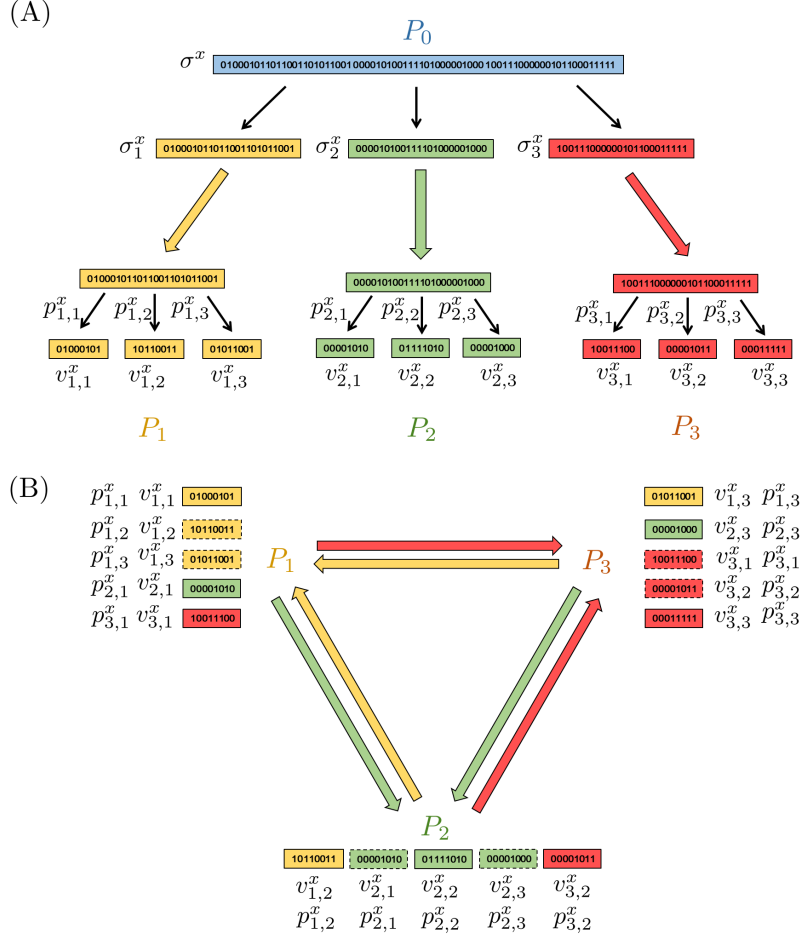 (A)
P₀
σˣ 010001011011001101011001 000010100111101000001000 100111000000101100011111
σ₁ˣ 010001011011001101011001 σ₂ˣ 000010100111101000001000 σ₃ˣ 100111000000101100011111
010001011011001101011001 000010100111101000001000 100111000000101100011111
pˣ₁,₁ pˣ₁,₂ pˣ₁,₃ pˣ₂,₁ pˣ₂,₂ pˣ₂,₃ pˣ₃,₁ pˣ₃,₂ pˣ₃,₃
01000101 10110011 01011001 00001010 01111010 00001000 10011100 00001011 00011111
vˣ₁,₁ vˣ₁,₂ vˣ₁,₃ vˣ₂,₁ vˣ₂,₂ vˣ₂,₃ vˣ₃,₁ vˣ₃,₂ vˣ₃,₃
P₁ P₂ P₃
(B)
pˣ₁,₁ vˣ₁,₁ 01000101
pˣ₁,₂ vˣ₁,₂ 10110011
pˣ₁,₃ vˣ₁,₃ 01011001
pˣ₂,₁ vˣ₂,₁ 00001010
pˣ₃,₁ vˣ₃,₁ 10011100
P₁
P₃
01011001 vˣ₁,₃ pˣ₁,₃
00001000 vˣ₂,₃ pˣ₂,₃
10011100 vˣ₃,₁ pˣ₃,₁
00001011 vˣ₃,₂ pˣ₃,₂
00011111 vˣ₃,₃ pˣ₃,₃
P₂
10110011 00001010 01111010 00001000 00001011
vˣ₁,₂ vˣ₂,₁ vˣ₂,₂ vˣ₂,₃ vˣ₃,₂
pˣ₁,₂ pˣ₂,₁ pˣ₂,₂ pˣ₂,₃ pˣ₃,₂